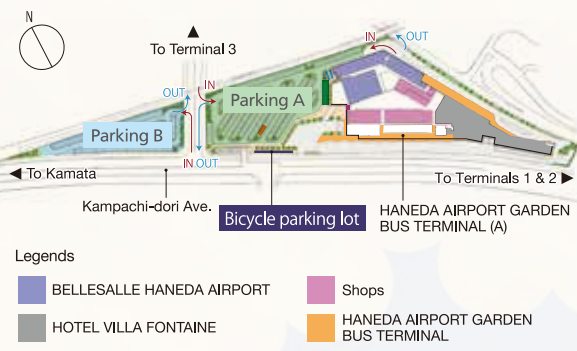 N
To Terminal 3
IN
OUT
OUT
IN
Parking A
Parking B
IN OUT
To Kamata
To Terminals 1 & 2
Kampachi-dori Ave.
Bicycle parking lot
HANEDA AIRPORT GARDEN
BUS TERMINAL (A)
Legends
BELLESALLE HANEDA AIRPORT
Shops
HOTEL VILLA FONTAINE
HANEDA AIRPORT GARDEN
BUS TERMINAL